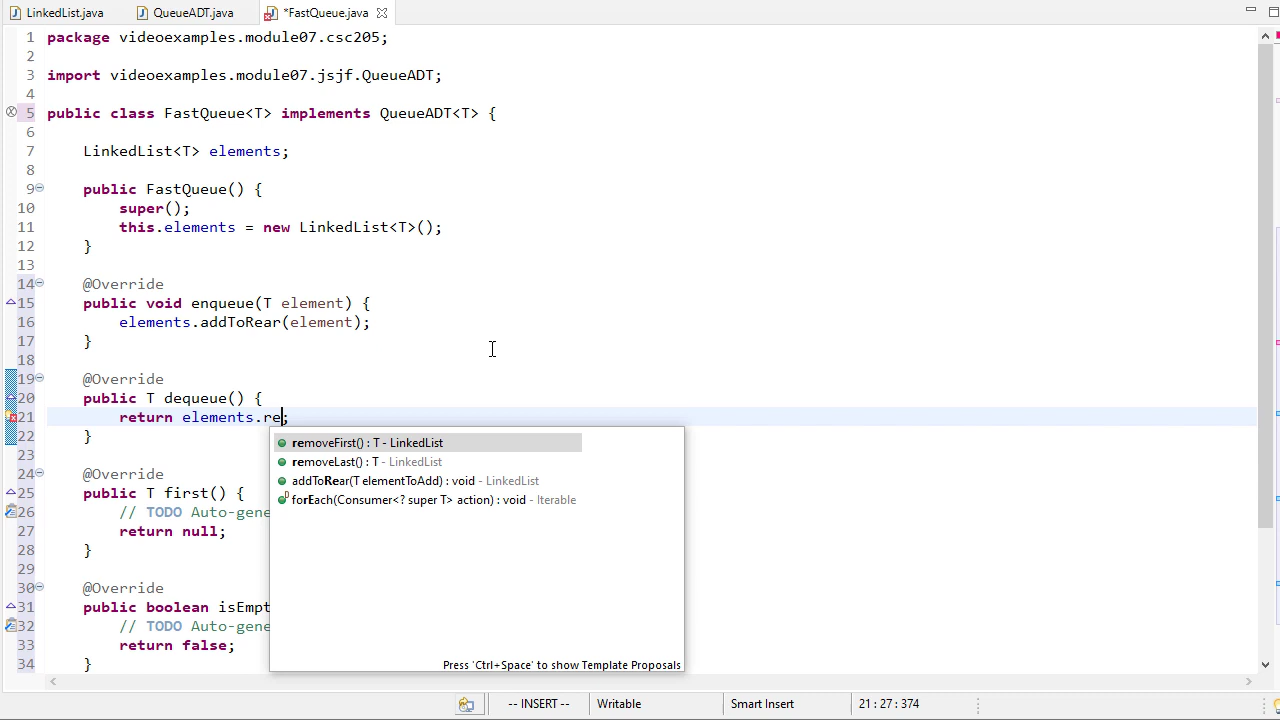 LinkedList.java QueueADT.java *FastQueue.java
1 package videoexamples.module07.csc205;
2
3 import videoexamples.module07.jsjf.QueueADT;
4
5 public class FastQueue<T> implements QueueADT<T> {
6
7 LinkedList<T> elements;
8
9 public FastQueue() {
10 super();
11 this.elements = new LinkedList<T>();
12 }
13
14 @Override
15 public void enqueue(T element) {
16 elements.addToRear(element);
17 }
18
19 @Override
20 public T dequeue() {
21 return elements.re;
22 }
removeFirst() : T - LinkedList
23
removeLast() : T - LinkedList
24 @Override
addToRear(T elementToAdd) : void - LinkedList
25 public T first() {
forEach(Consumer<? super T> action) : void - Iterable
26 // TODO Auto-gene
27 return null;
28 }
29
30 @Override
31 public boolean isEmpt
32 // TODO Auto-gene
33 return false;
34 }
Press 'Ctrl+Space' to show Template Proposals
-- INSERT -- Writable Smart Insert 21 : 27 : 374